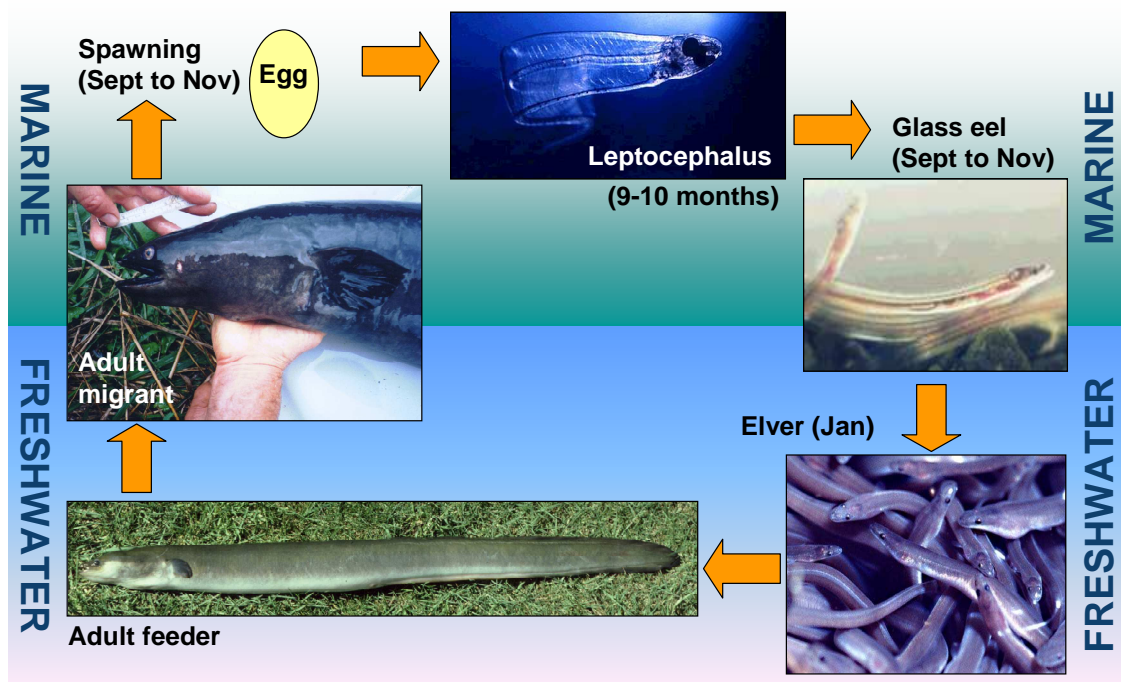 Spawning
(Sept to Nov)
Egg
Leptocephalus
(9-10 months)
Glass eel
(Sept to Nov)
MARINE
MARINE
Adult
migrant
Elver (Jan)
FRESHWATER
FRESHWATER
Adult feeder